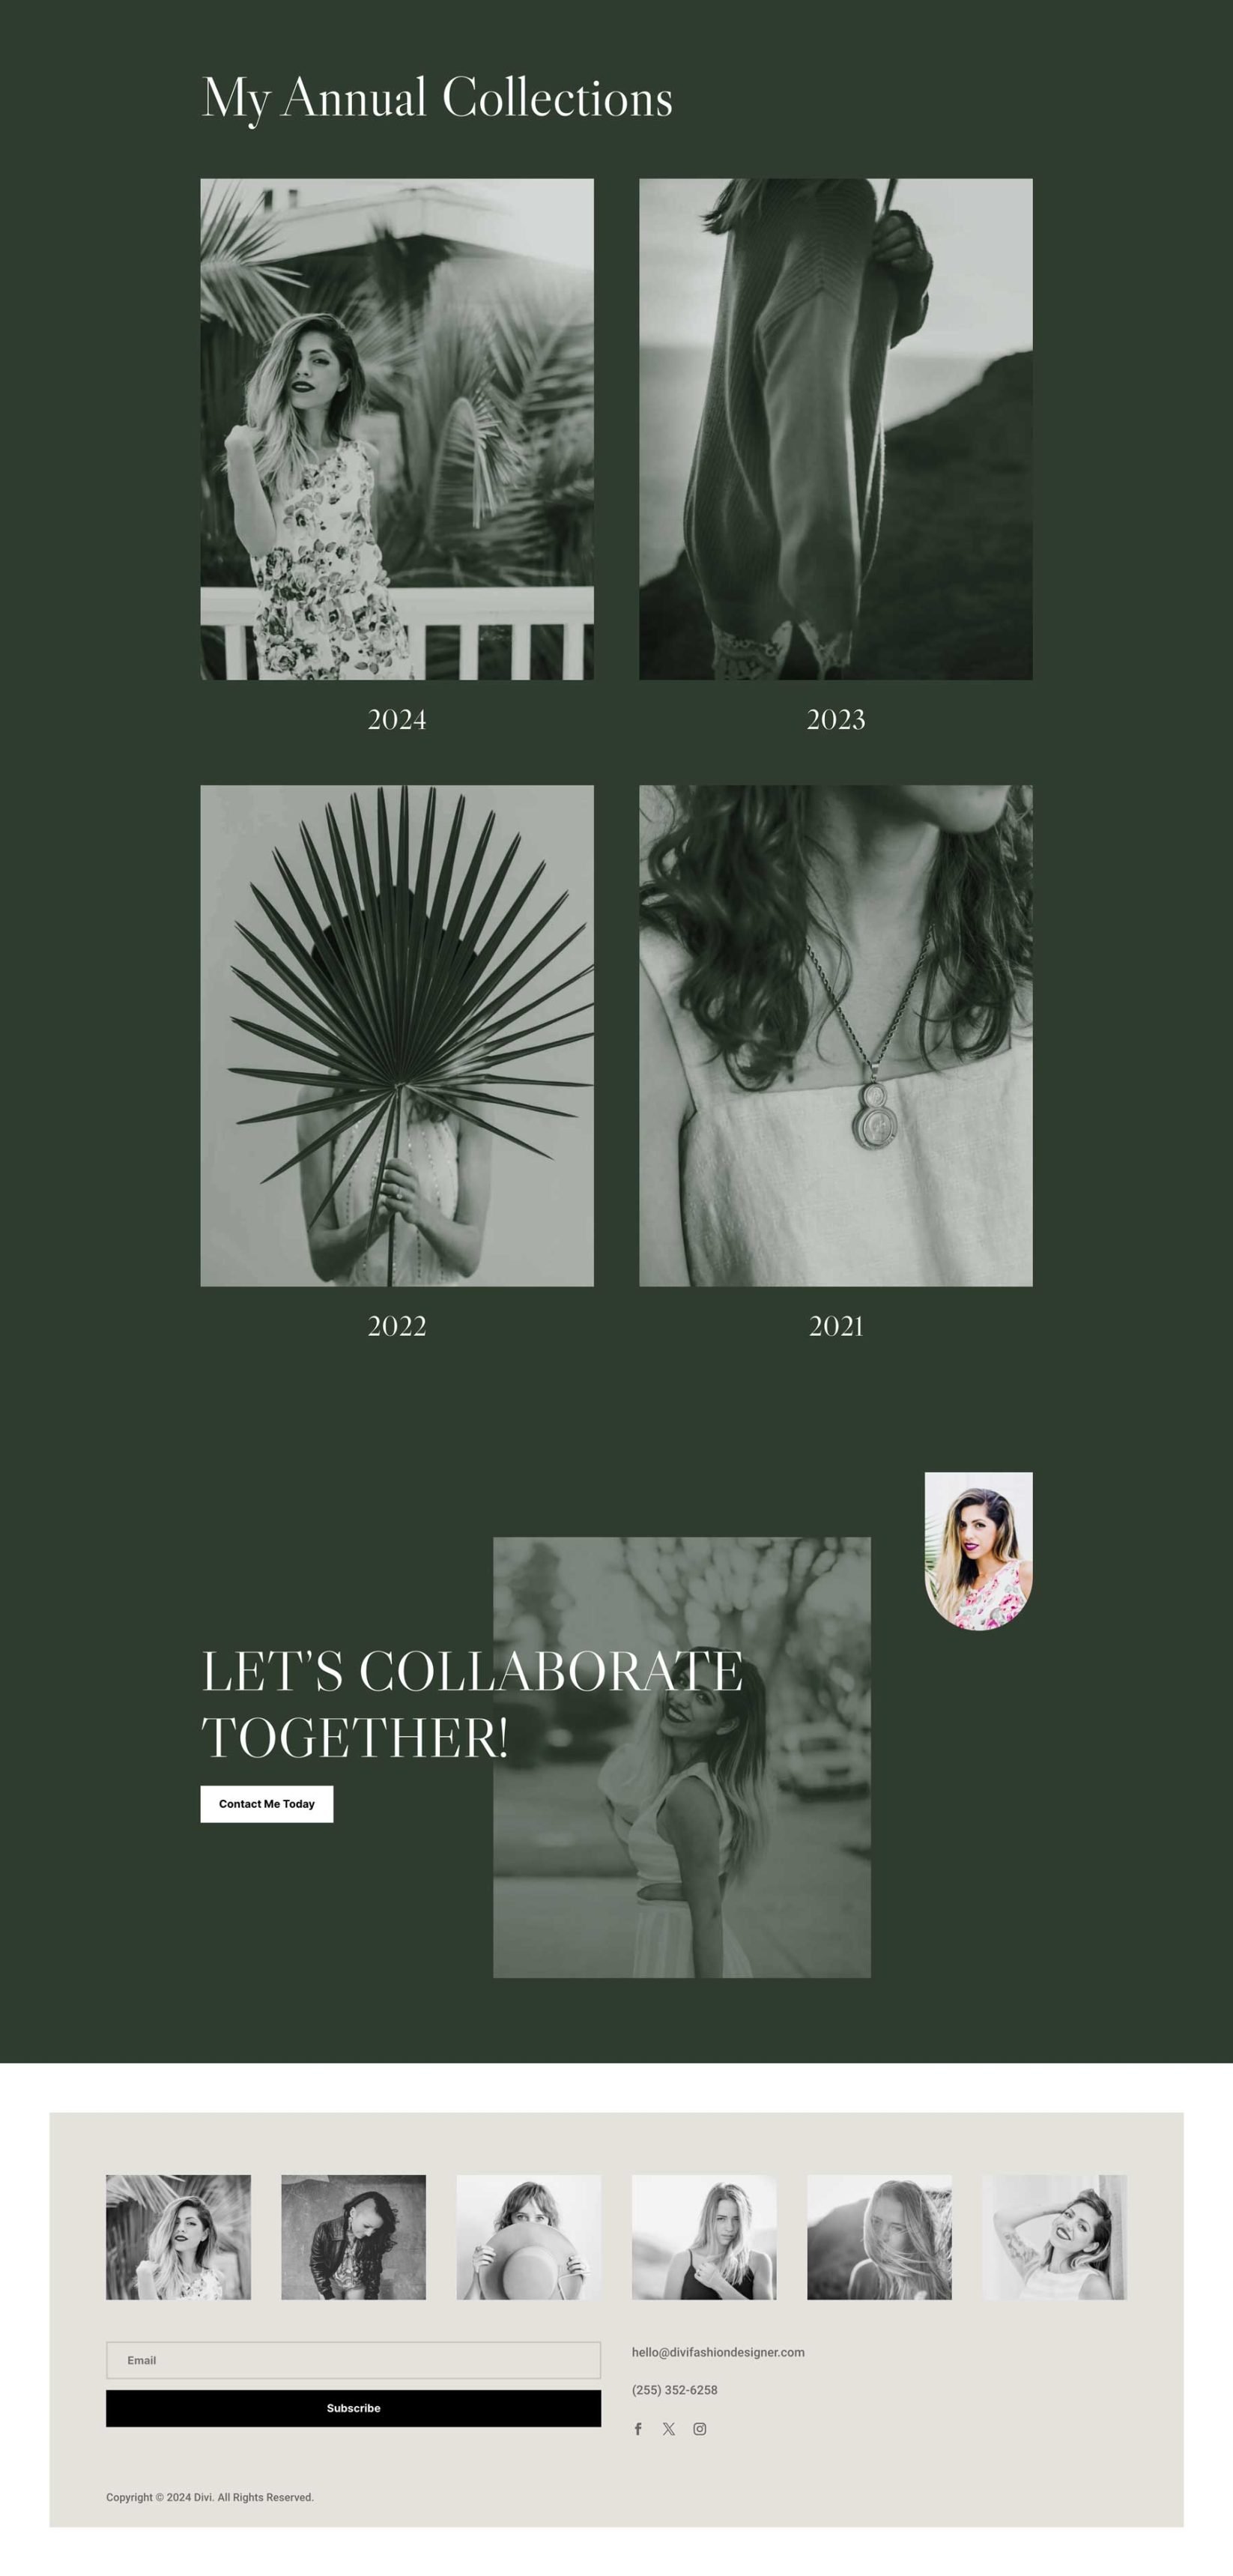 My Annual Collections
2024
2023
2022
2021
LET’S COLLABORATE
TOGETHER!
Contact Me Today
Email
Subscribe
hello@divifashiondesigner.com
(255) 352-6258
Copyright © 2024 Divi. All Rights Reserved.